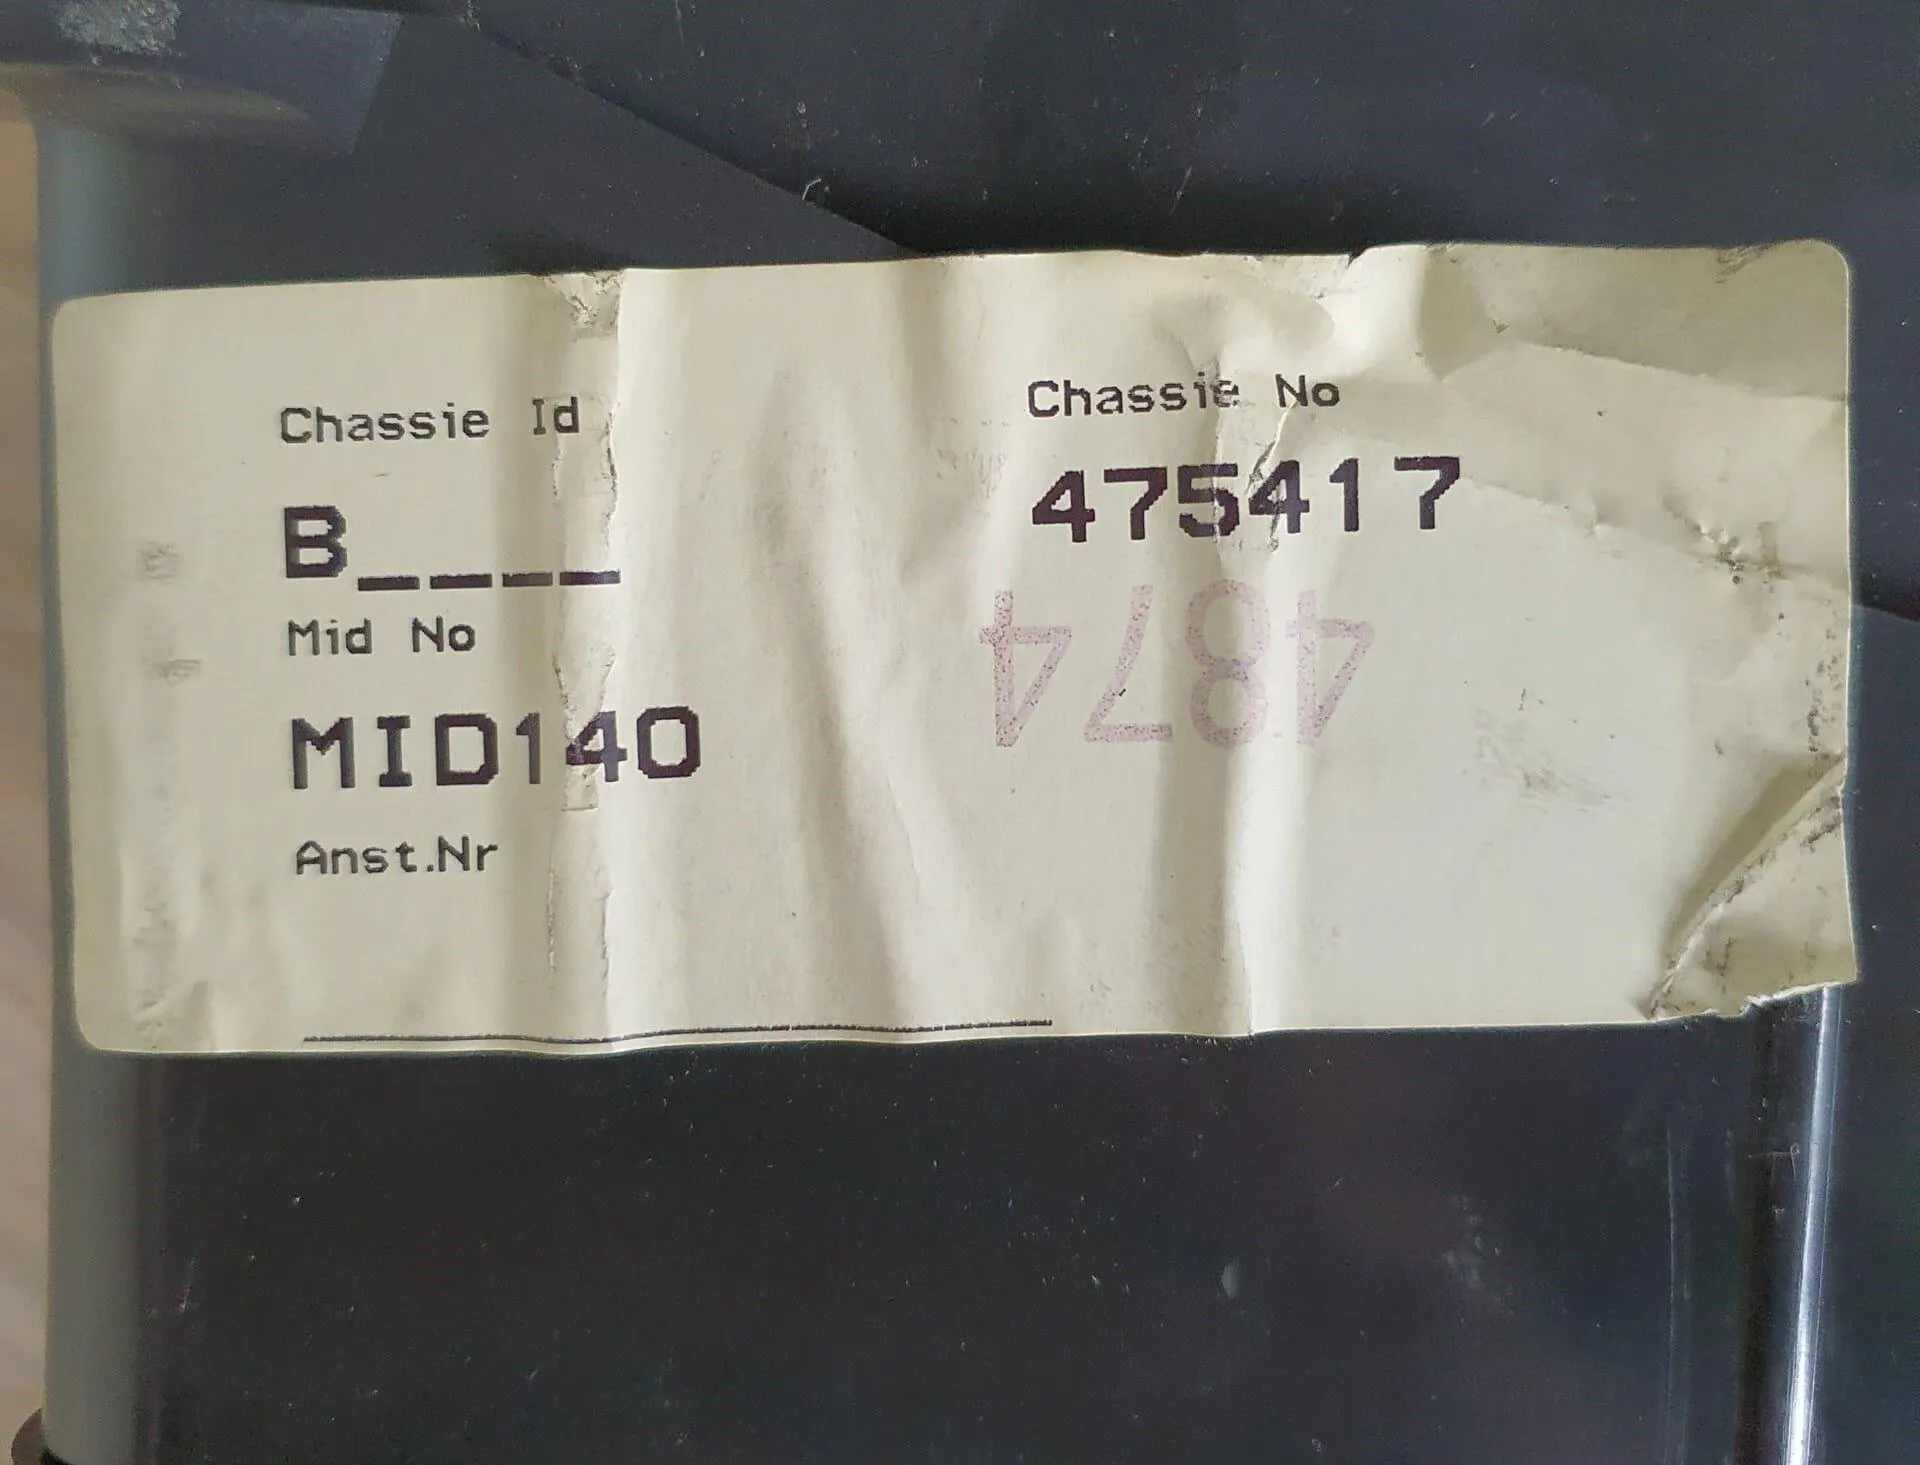 Chassie Id
B____
Mid No
MID140
Anst.Nr
Chassie No
475417
4874